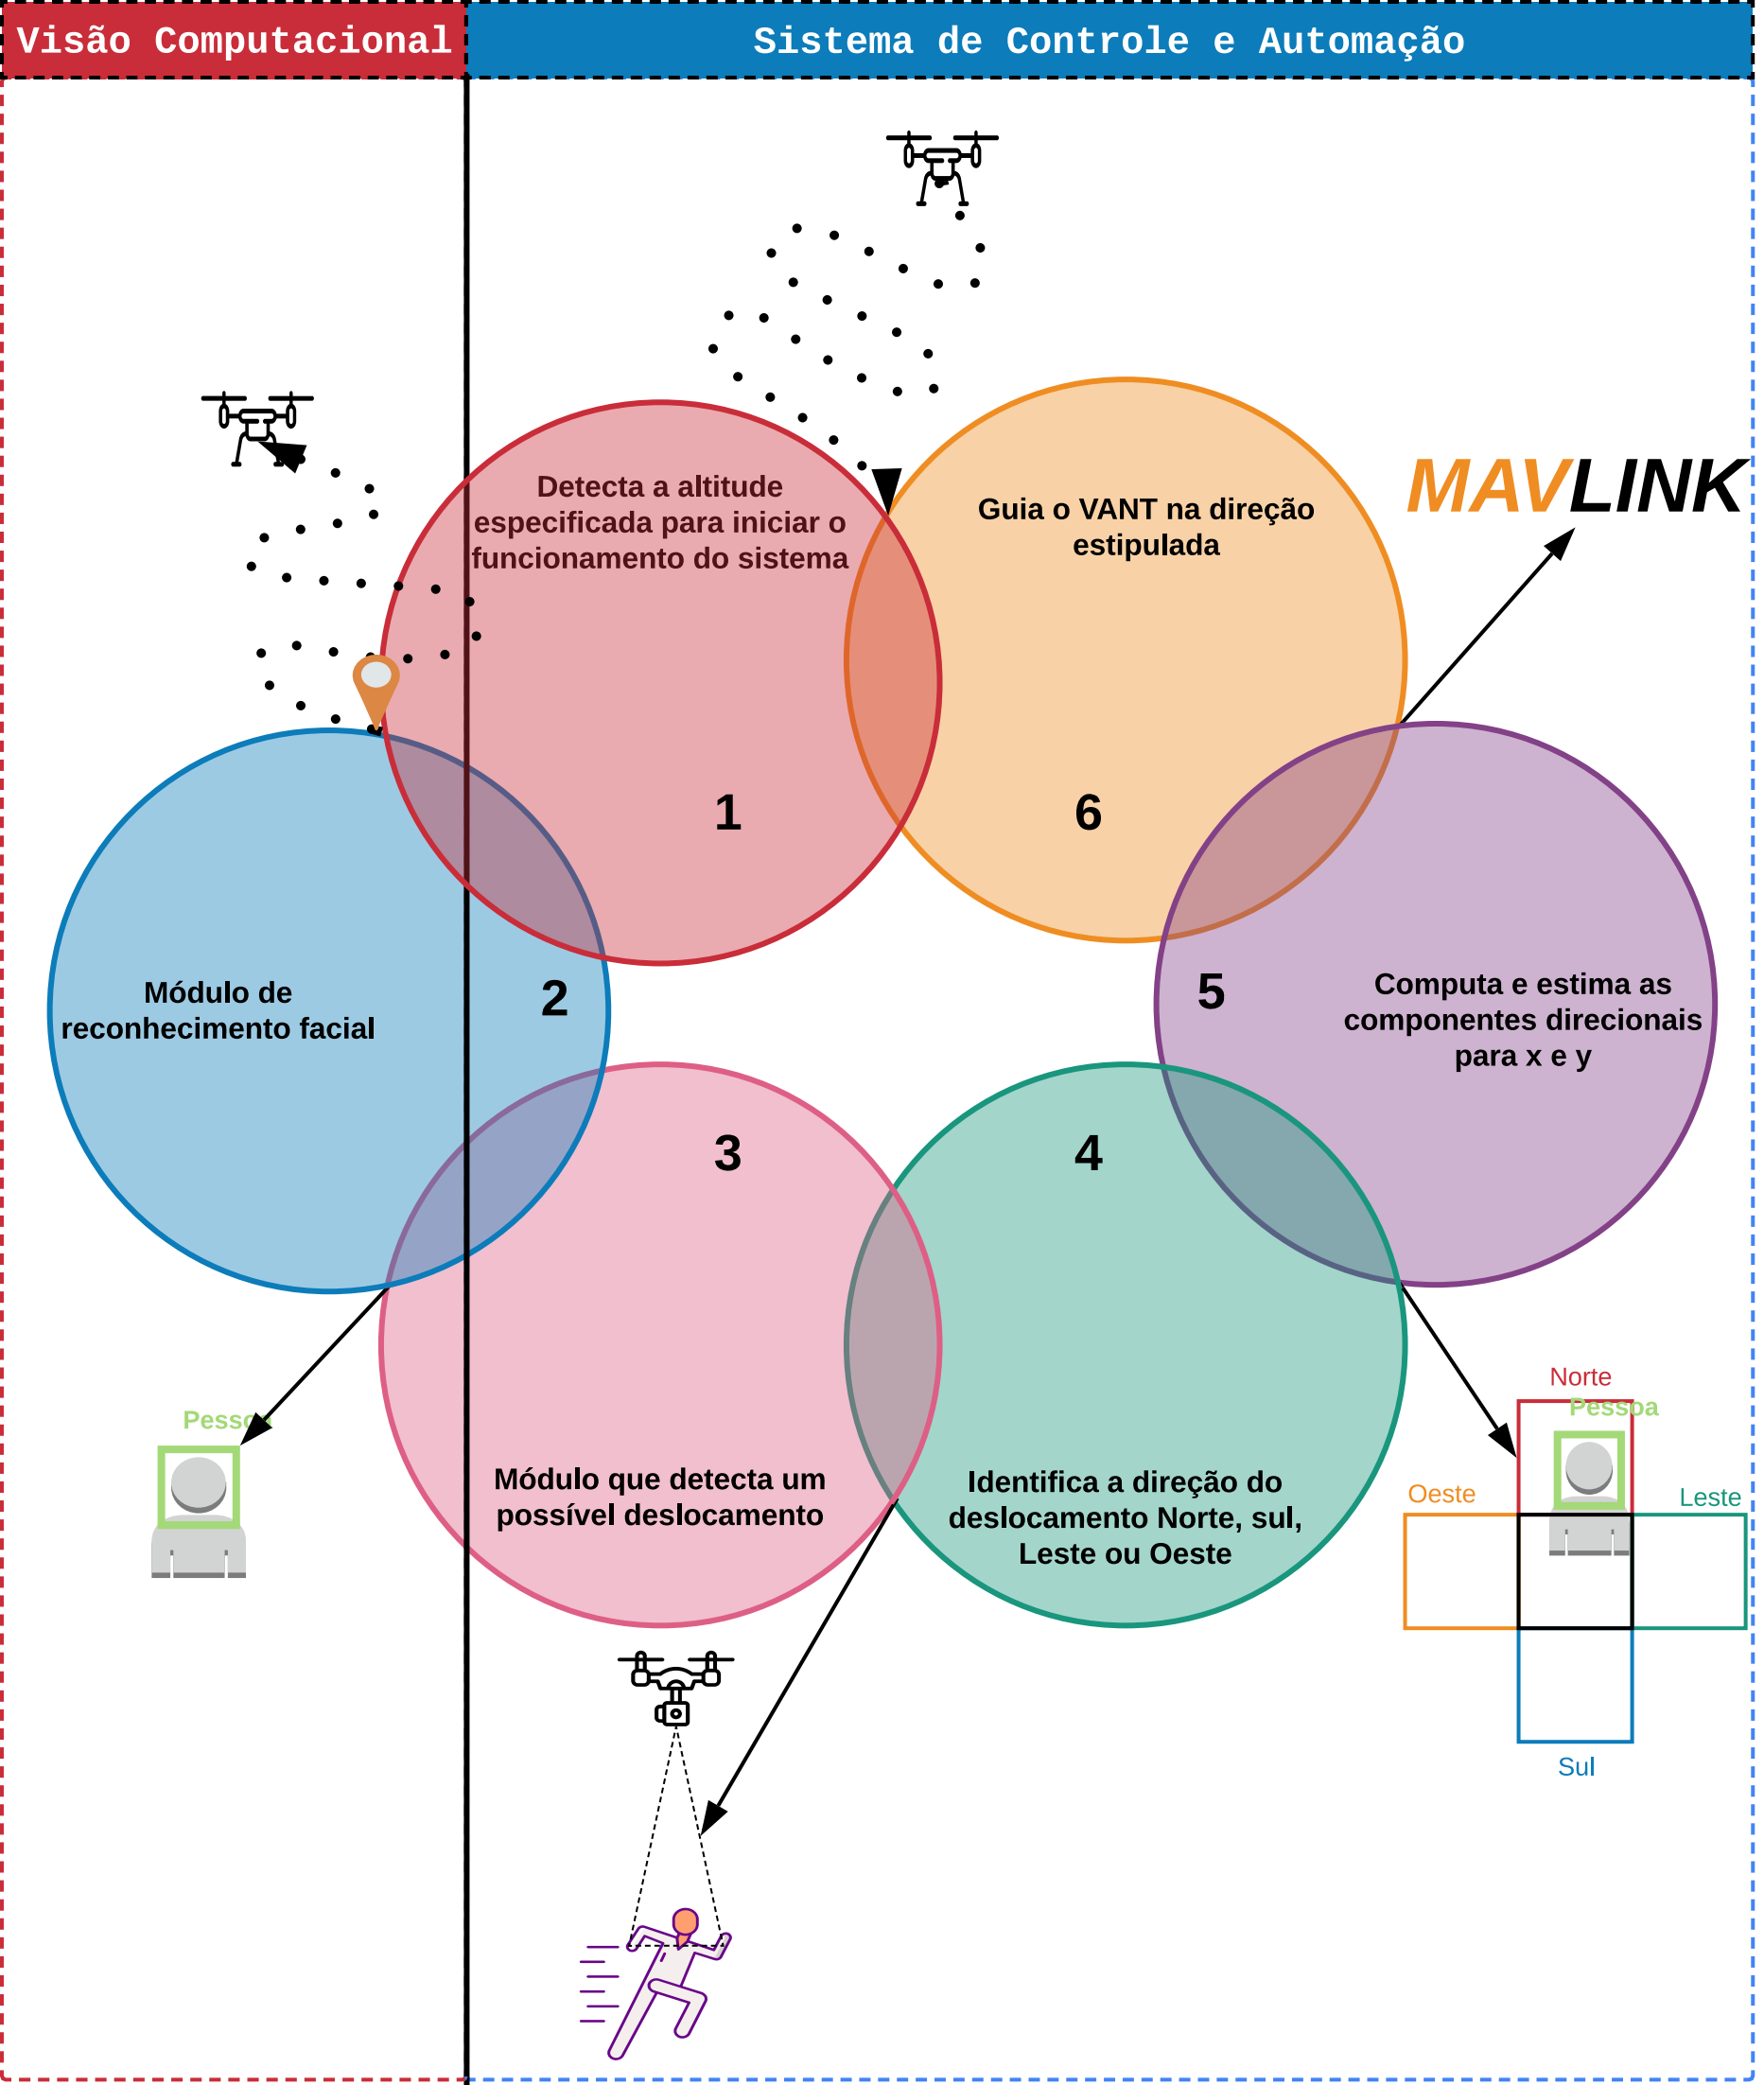 Visão Computacional
Sistema de Controle e Automação
Detecta a altitude
especificada para iniciar o
funcionamento do sistema
1
Guia o VANT na direção
estipulada
6
MAVLINK
Módulo de
reconhecimento facial
2
5
Computa e estima as
componentes direcionais
para x e y
3
Módulo que detecta um
possível deslocamento
4
Identifica a direção do
deslocamento Norte, sul,
Leste ou Oeste
Pessoa
Norte
Pessoa
Oeste
Leste
Sul